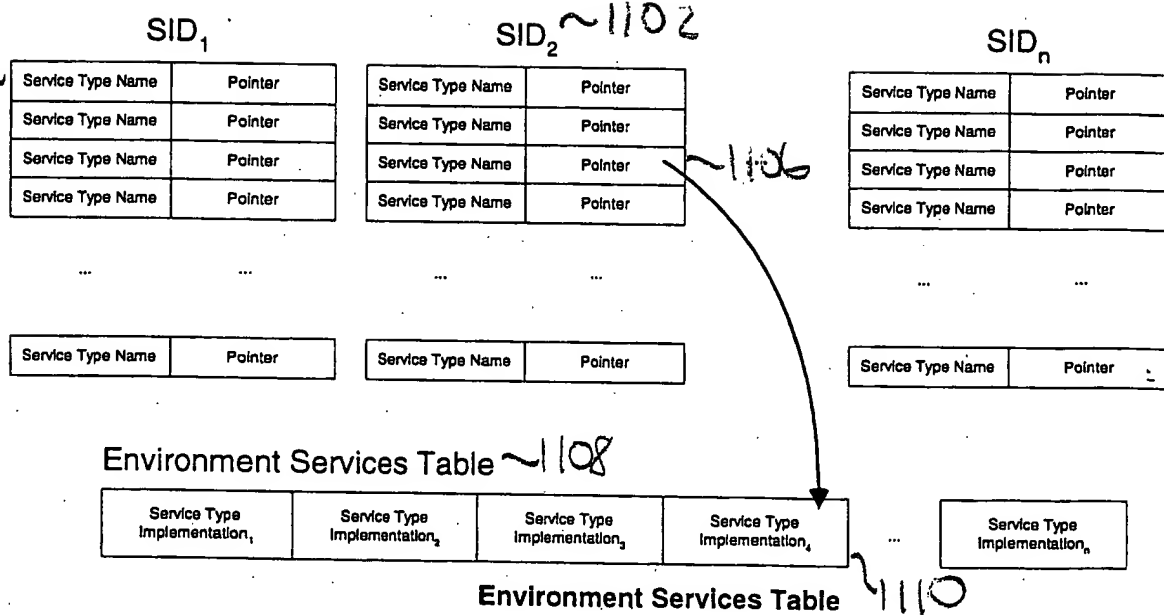 SID1 SID2 ~1102 SIDn
Service Type Name Pointer Service Type Name Pointer Service Type Name Pointer
Service Type Name Pointer Service Type Name Pointer Service Type Name Pointer
Service Type Name Pointer Service Type Name Pointer ~1106 Service Type Name Pointer
Service Type Name Pointer Service Type Name Pointer Service Type Name Pointer
... ... ... ... ... ...
Service Type Name Pointer Service Type Name Pointer Service Type Name Pointer
Environment Services Table ~1108
Service Type Service Type Service Type Service Type ... Service Type
Implementation1 Implementation2 Implementation3 Implementation4 Implementationn
Environment Services Table ~1110